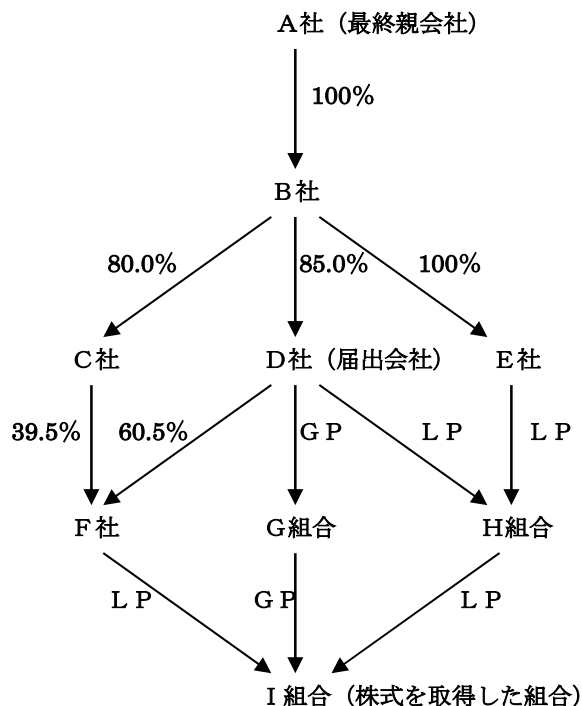 A社（最終親会社）
100%
B社
80.0%
85.0%
100%
C社
D社（届出会社）
E社
39.5%
60.5%
GP
LP
LP
F社
G組合
H組合
LP
GP
LP
I組合（株式を取得した組合）